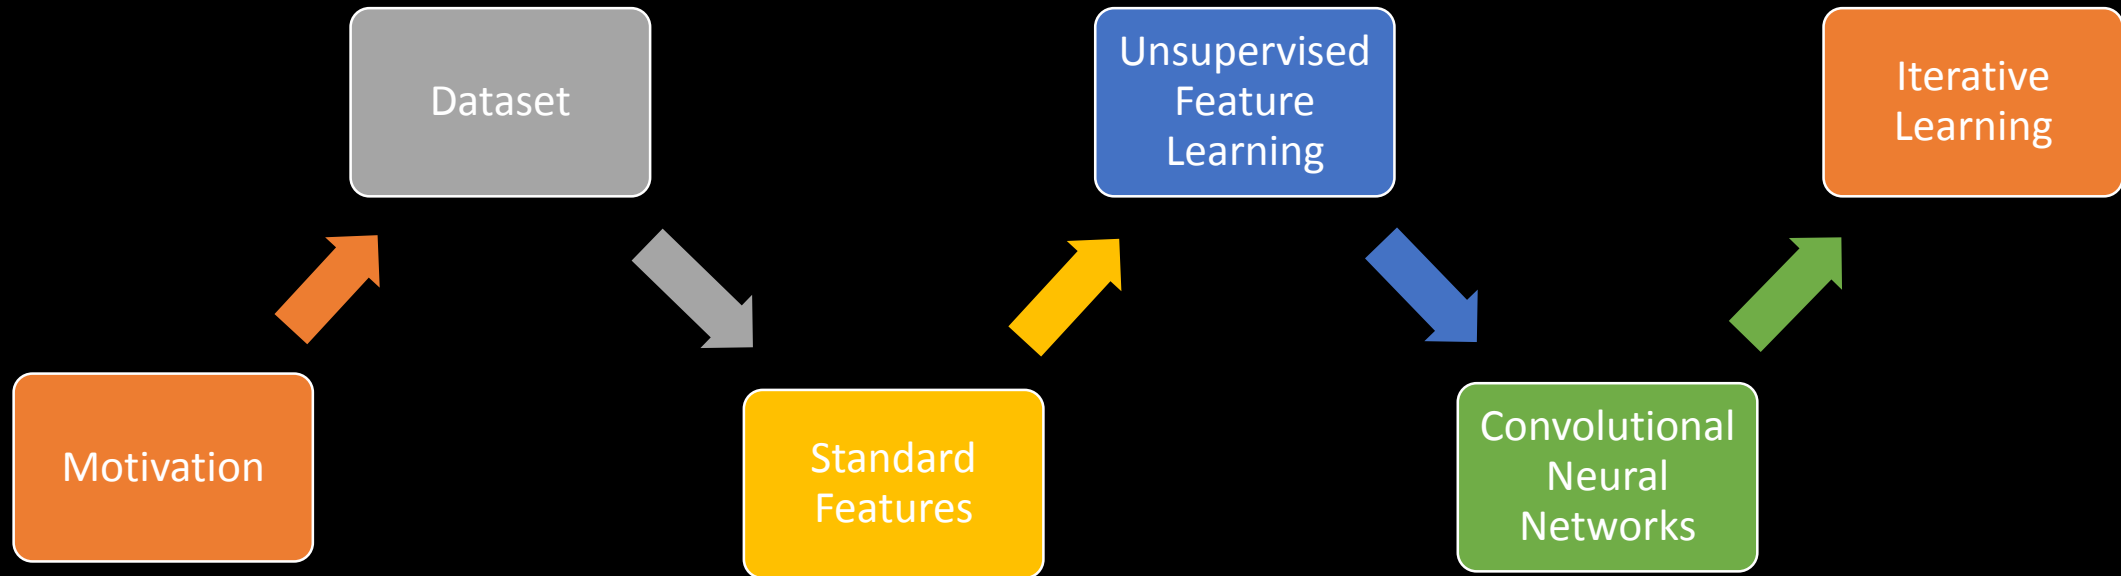 Motivation
Dataset
Standard
Features
Unsupervised
Feature
Learning
Convolutional
Neural
Networks
Iterative
Learning